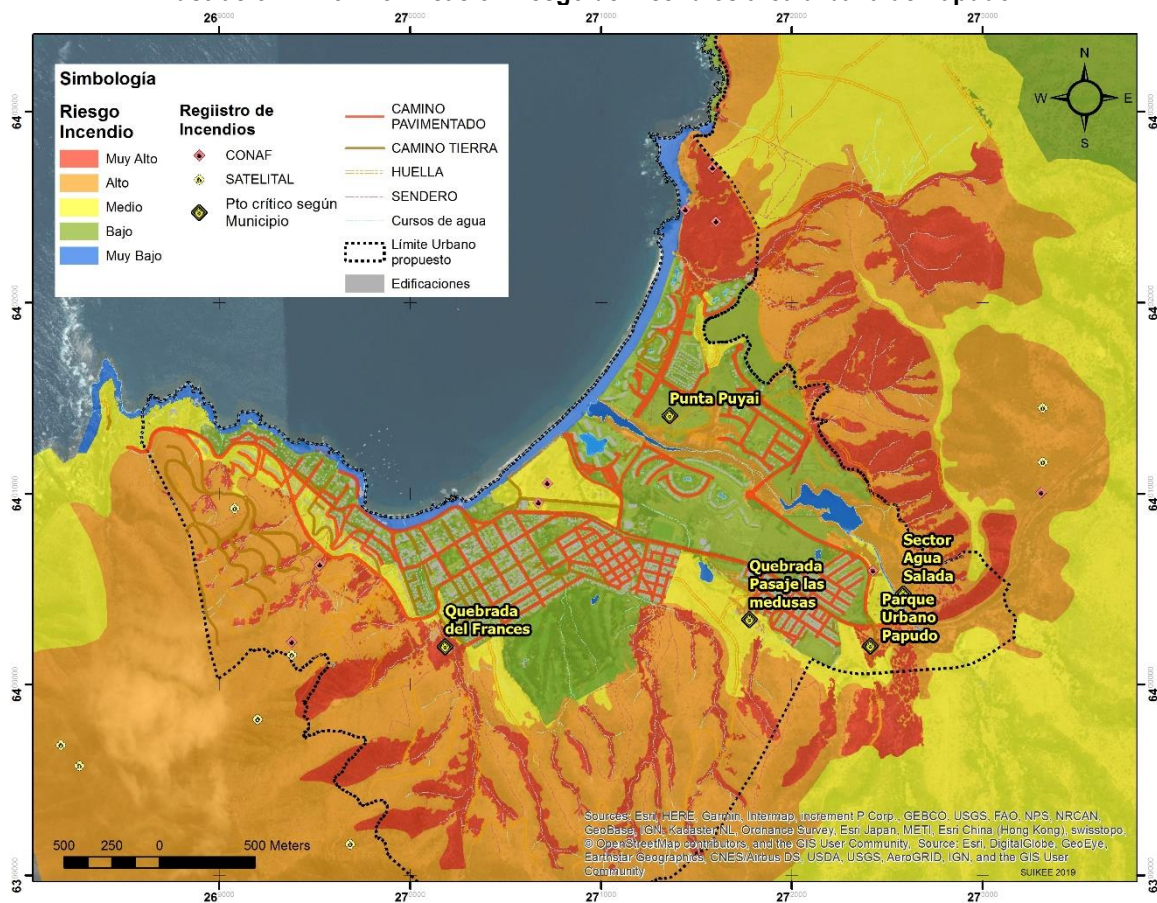 Simbología
Riesgo
Incendio
Muy Alto
Alto
Medio
Bajo
Muy Bajo
Regiistro de
Incendios
CONAF
SATELITAL
Pto crítico según
Municipio
CAMINO
PAVIMENTADO
CAMINO TIERRA
HUELLA
SENDERO
Cursos de agua
Límite Urbano
propuesto
Edificaciones
N
W
E
S
Punta Puyai
Sector
Agua
Salada
Quebrada
Pasaje las
medusas
Parque
Urbano
Papudo
Quebrada
del Frances
500
250
0
500 Meters
Sources: Esri, HERE, Garmin, Intermap, increment P Corp., GEBCO, USGS, FAO, NPS, NRCAN,
GeoBase, IGN, Kadaster NL, Ordnance Survey, Esri Japan, METI, Esri China (Hong Kong), swisstopo,
© OpenStreetMap contributors, and the GIS User Community, Source: Esri, DigitalGlobe, GeoEye,
Earthstar Geographics, CNES/Airbus DS, USDA, USGS, AeroGRID, IGN, and the GIS User
Community
SUIKEE 2019